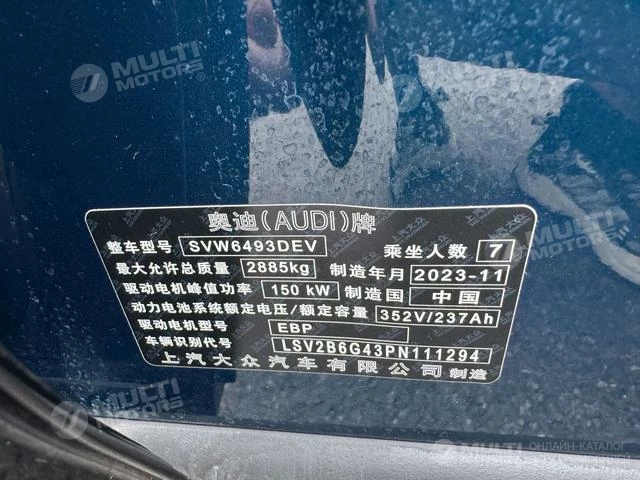 MULTI
MOTORS
MULTI
MOTORS
奥迪(AUDI)牌
整车型号 SVW6493DEV 乘坐人数 7
最大允许总质量 2885kg 制造年月 2023-11
驱动电机峰值功率 150 kW 制造国 中国
动力电池系统额定电压/额定容量 352V/237Ah
驱动电机型号 EBP
车辆识别代号 LSV2B6G43PN111294
上汽大众汽车有限公司制造
MULTI
MOTORS
MULTI
ОНЛАЙН-КАТАЛОГ